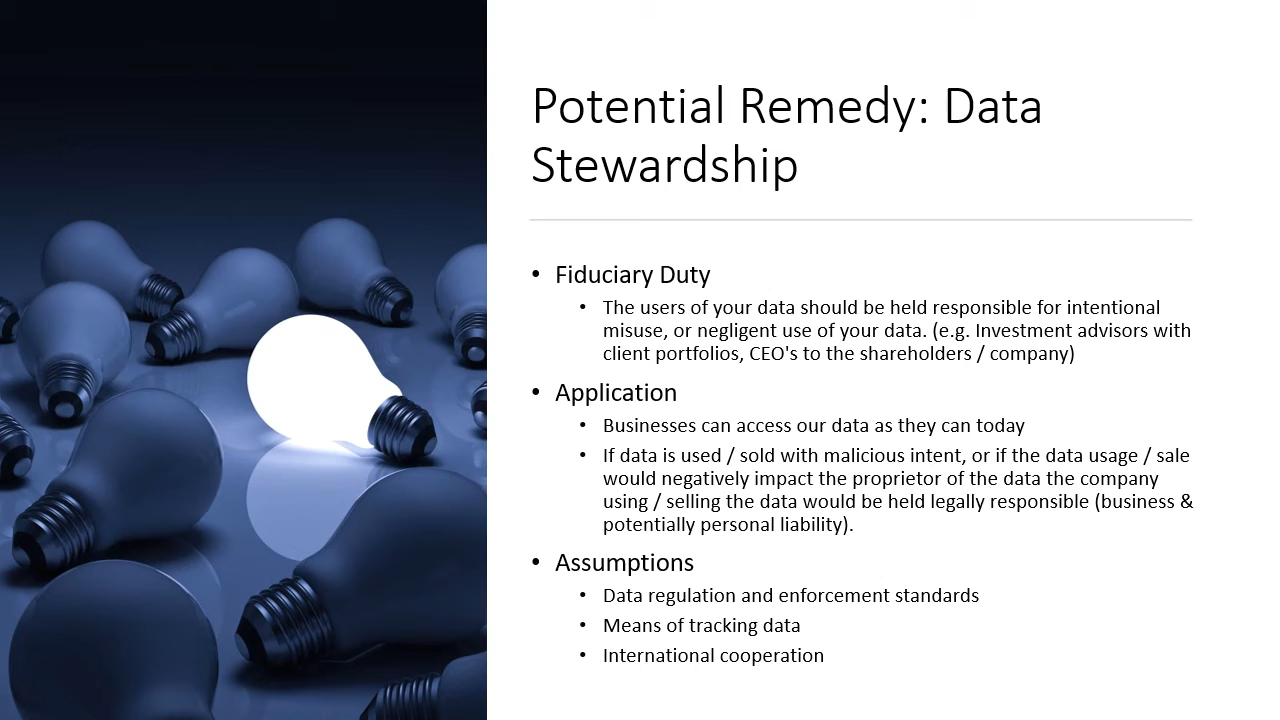 Potential Remedy: Data
Stewardship
• Fiduciary Duty
• The users of your data should be held responsible for intentional
misuse, or negligent use of your data. (e.g. Investment advisors with
client portfolios, CEO's to the shareholders / company)
• Application
• Businesses can access our data as they can today
• If data is used / sold with malicious intent, or if the data usage / sale
would negatively impact the proprietor of the data the company
using / selling the data would be held legally responsible (business &
potentially personal liability).
• Assumptions
• Data regulation and enforcement standards
• Means of tracking data
• International cooperation